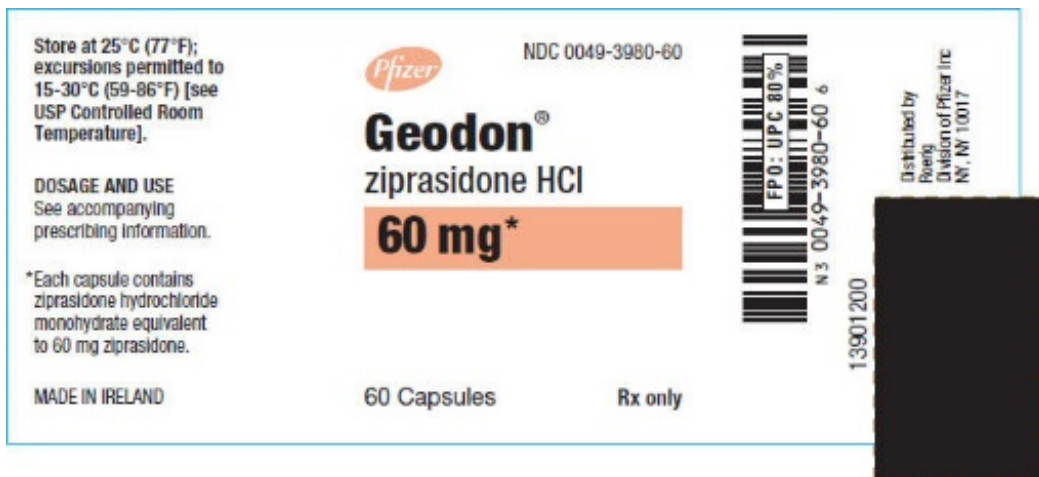 Store at 25°C (77°F);
excursions permitted to
15-30°C (59-86°F) [see
USP Controlled Room
Temperature].
DOSAGE AND USE
See accompanying
prescribing information.
*Each capsule contains
ziprasidone hydrochloride
monohydrate equivalent
to 60 mg ziprasidone.
MADE IN IRELAND
Pfizer
NDC 0049-3980-60
Geodon®
ziprasidone HCl
60 mg*
60 Capsules
Rx only
FPO: UPC 80%
N3 0049-3980-60 6
13901200
Distributed by
Roerig
Division of Pfizer Inc
NY, NY 10017